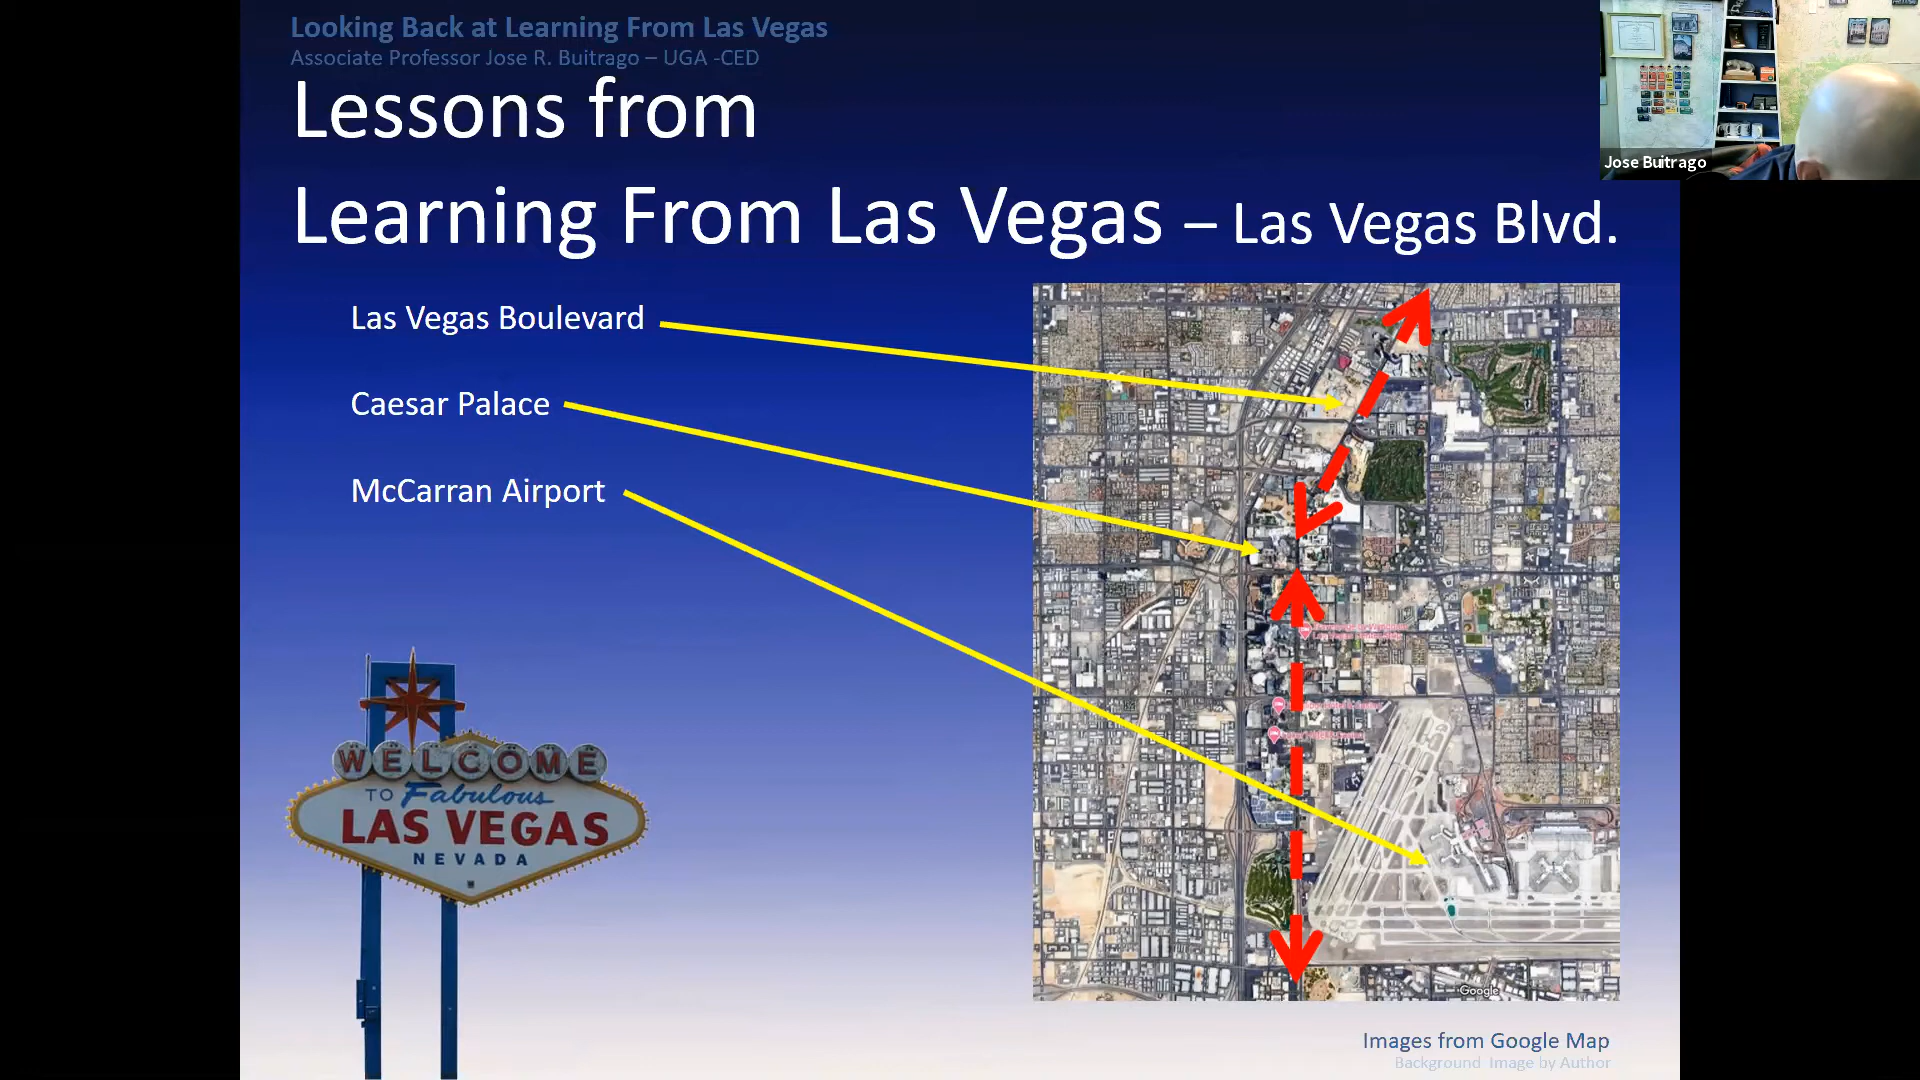 Looking Back at Learning From Las Vegas
Associate Professor Jose R. Buitrago – UGA -CED
Lessons from
Learning From Las Vegas – Las Vegas Blvd.
Jose Buitrago
Las Vegas Boulevard
Caesar Palace
McCarran Airport
WELCOME
TO Fabulous
LAS VEGAS
NEVADA
Google
Images from Google Map
Background Image by Author